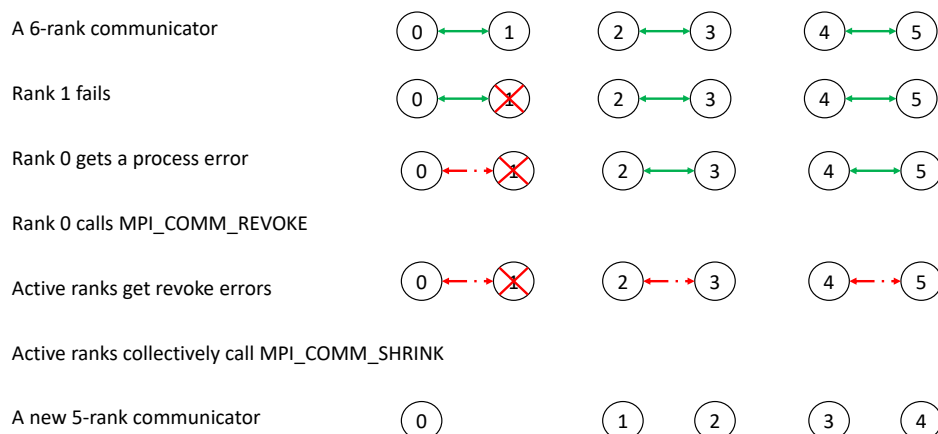 A 6-rank communicator 0 1 2 3 4 5
Rank 1 fails 0 1 2 3 4 5
Rank 0 gets a process error 0 1 2 3 4 5
Rank 0 calls MPI_COMM_REVOKE
Active ranks get revoke errors 0 1 2 3 4 5
Active ranks collectively call MPI_COMM_SHRINK
A new 5-rank communicator 0 1 2 3 4